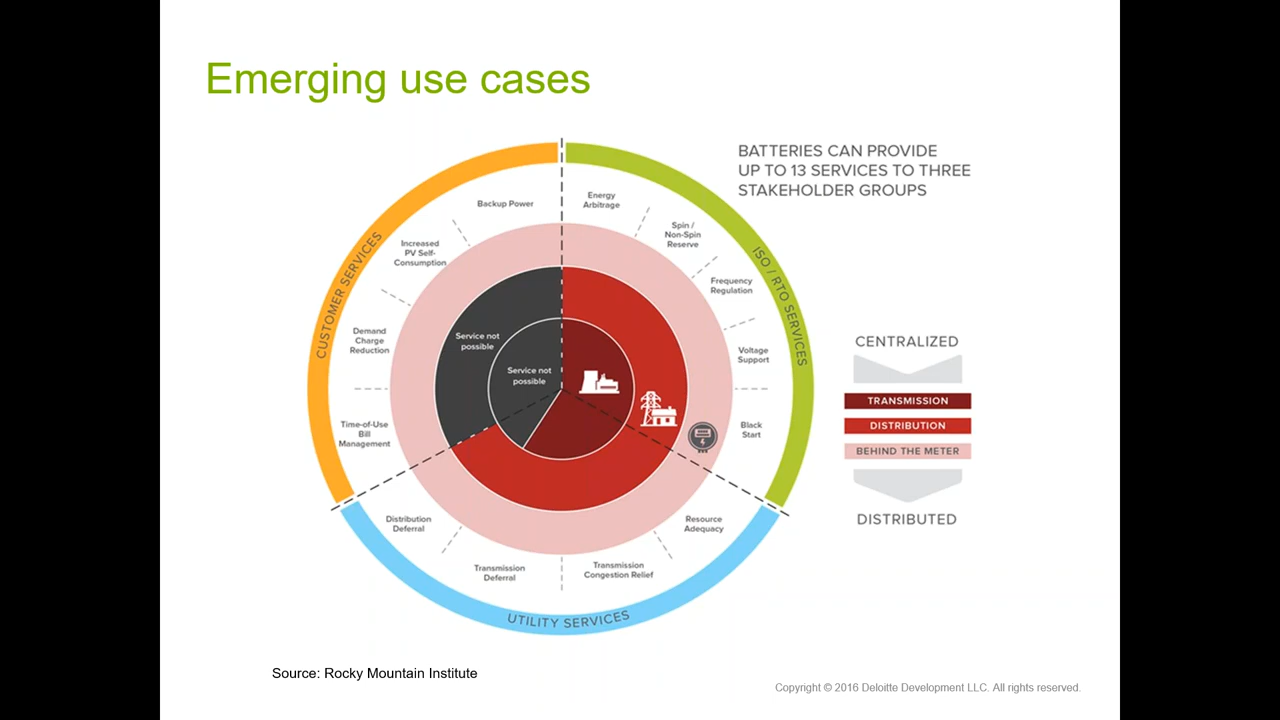 Emerging use cases
BATTERIES CAN PROVIDE
UP TO 13 SERVICES TO THREE
STAKEHOLDER GROUPS
CUSTOMER SERVICES
ISO / RTO SERVICES
UTILITY SERVICES
Backup Power
Increased
PV Self-
Consumption
Demand
Charge
Reduction
Time-of-Use
Bill
Management
Energy
Arbitrage
Spin /
Non-Spin
Reserve
Frequency
Regulation
Voltage
Support
Black
Start
Resource
Adequacy
Transmission
Congestion Relief
Transmission
Deferral
Distribution
Deferral
Service not
possible
Service not
possible
CENTRALIZED
TRANSMISSION
DISTRIBUTION
BEHIND THE METER
DISTRIBUTED
Source: Rocky Mountain Institute
Copyright © 2016 Deloitte Development LLC. All rights reserved.